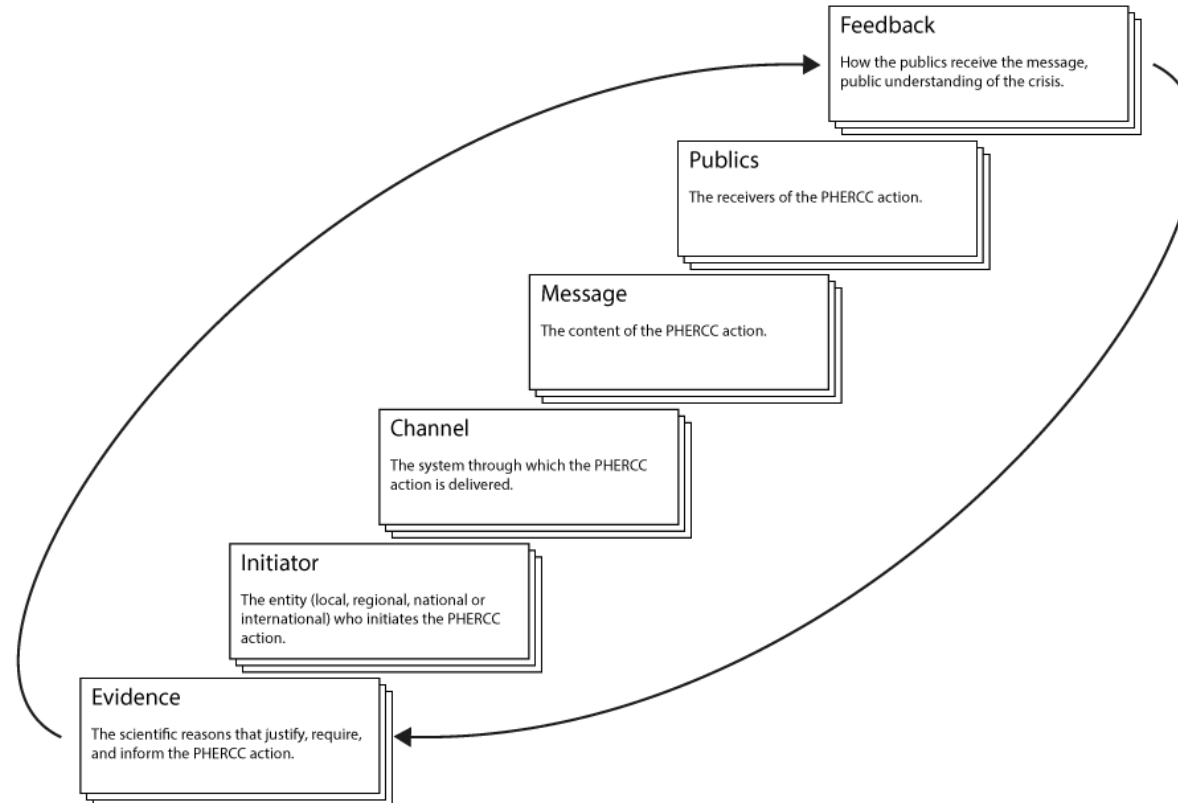 Feedback
How the publics receive the message,
public understanding of the crisis.
Publics
The receivers of the PHERCC action.
Message
The content of the PHERCC action.
Channel
The system through which the PHERCC
action is delivered.
Initiator
The entity (local, regional, national or
international) who initiates the PHERCC
action.
Evidence
The scientific reasons that justify, require,
and inform the PHERCC action.